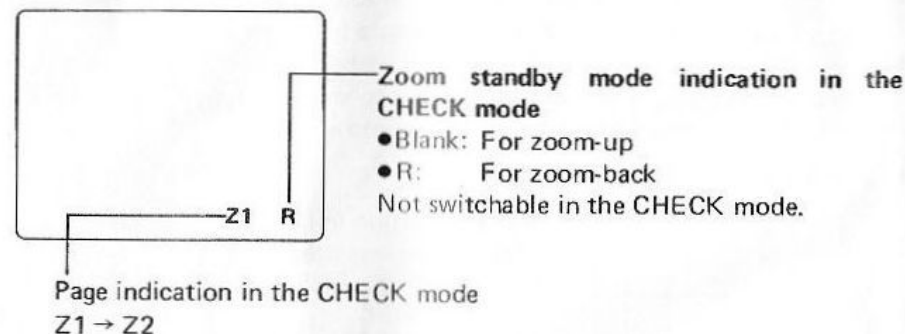 Zoom standby mode indication in the
CHECK mode
●Blank: For zoom-up
●R: For zoom-back
Not switchable in the CHECK mode.
Z1 R
Page indication in the CHECK mode
Z1 → Z2